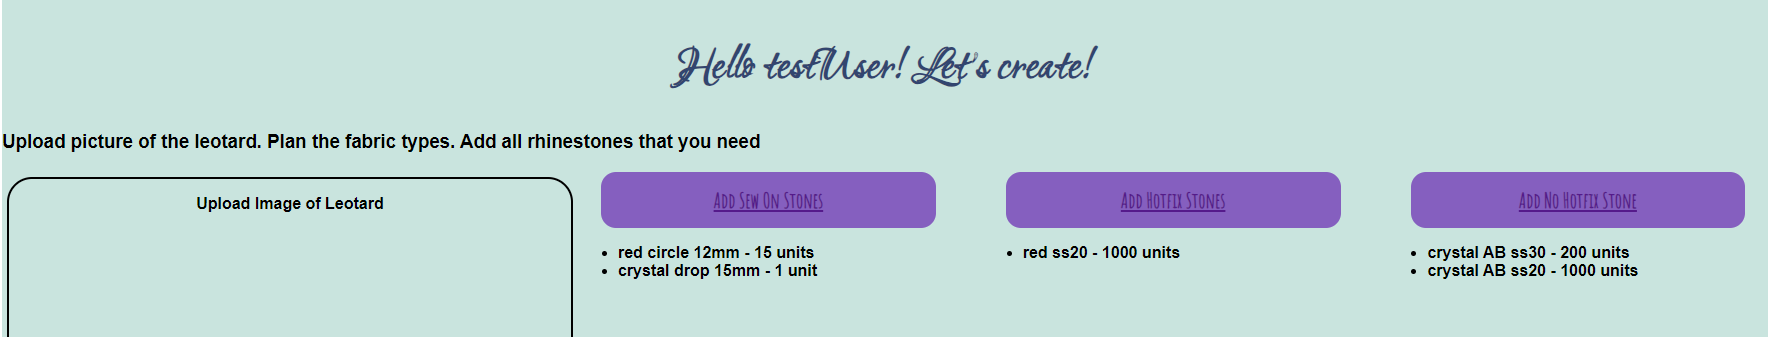 Hello testUser! Let's create!
Upload picture of the leotard. Plan the fabric types. Add all rhinestones that you need
Upload Image of Leotard
Add Sew On Stones
red circle 12mm - 15 units
crystal drop 15mm - 1 unit
Add Hotfix Stones
red ss20 - 1000 units
Add No Hotfix Stone
crystal AB ss30 - 200 units
crystal AB ss20 - 1000 units